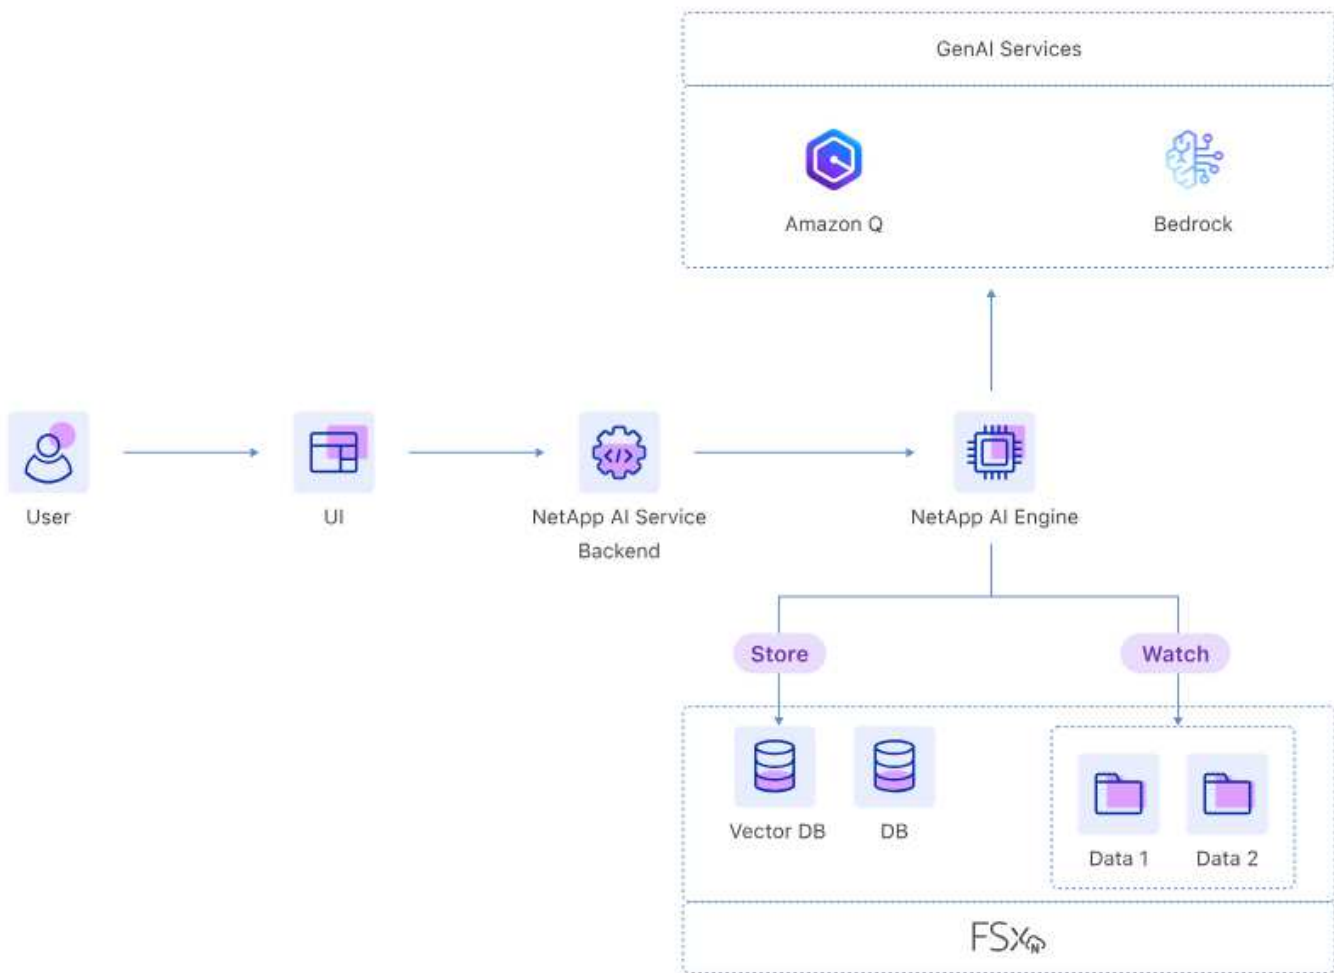 GenAI Services
Amazon Q
Bedrock
User
UI
NetApp AI Service
Backend
NetApp AI Engine
Store
Watch
Vector DB
DB
Data 1
Data 2
FSxN